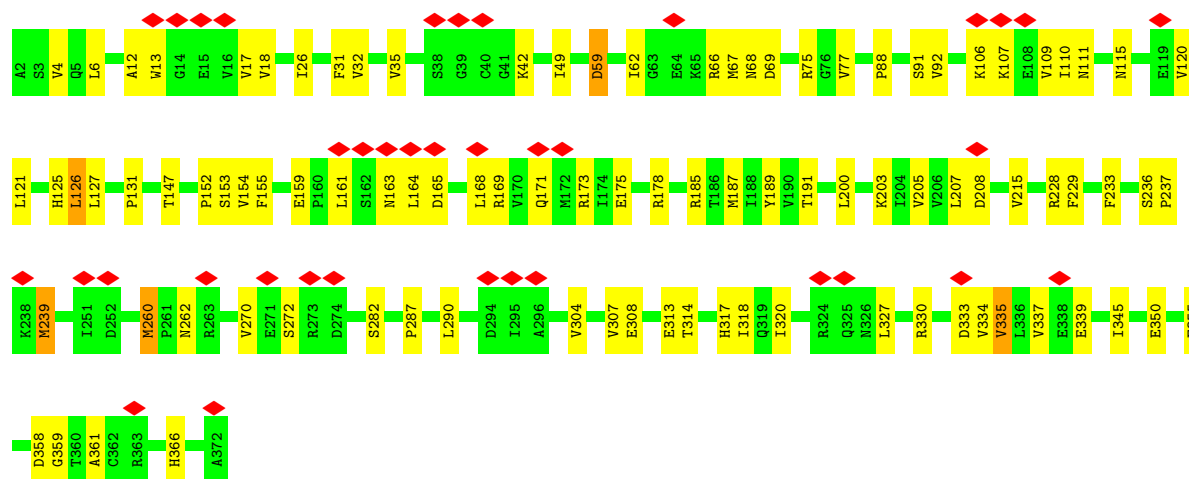 A2 S3 V4 Q5 L6 A12 W13 G14 E15 V16 V17 V18 I26 F31 V32 V35 S38 G39 C40 G41 K42 I49 D59 I62 G63 E64 K65 R66 M67 N68 D69 R75 G76 V77 P88 S91 V92 K106 K107 E108 V109 I110 N111 N115 E119 V120
L121 H125 L126 L127 P131 T147 P152 S153 V154 F155 E159 P160 L161 S162 N163 L164 D165 L168 R169 V170 Q171 M172 R173 I174 E175 R178 R185 T186 M187 I188 Y189 V190 T191 L200 K203 I204 V205 V206 L207 D208 V215 R228 F229 F233 S236 P237
K238 M239 I251 D252 M260 P261 N262 R263 V270 E271 S272 R273 D274 S282 P287 L290 D294 I295 A296 V304 V307 E308 E313 T314 H317 I318 Q319 I320 R324 Q325 N326 L327 R330 D333 V334 V335 L336 V337 E338 E339 I345 E350
D358 G359 T360 A361 C362 R363 H366 A372